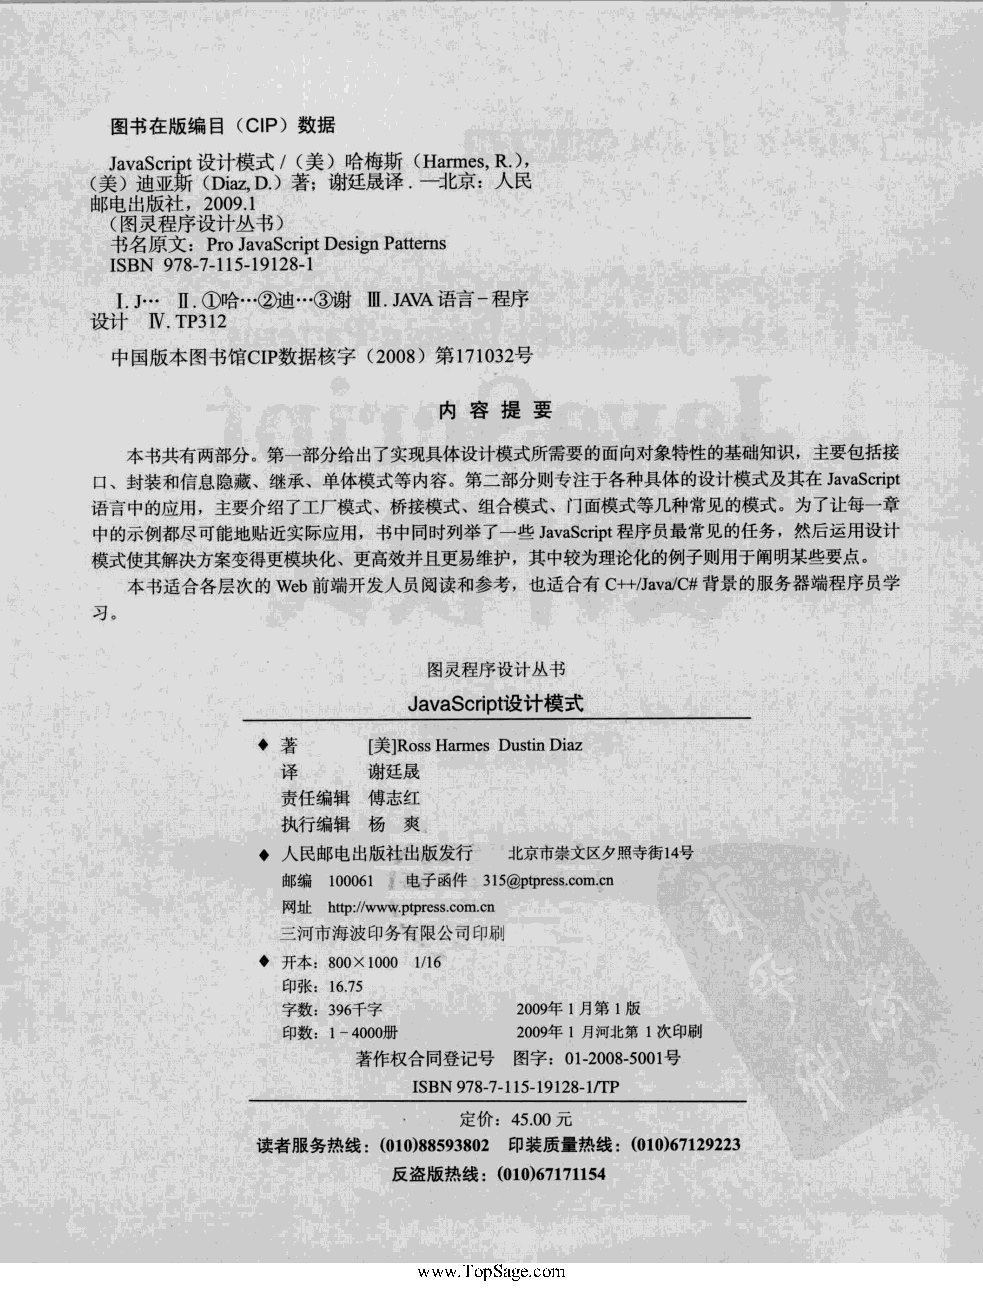 图书在版编目（CIP）数据
JavaScript 设计模式 /（美）哈梅斯（Harmes, R.），
（美）迪亚斯（Diaz, D.）著；谢廷晟译. —北京：人民
邮电出版社，2009.1
（图灵程序设计丛书）
书名原文：Pro JavaScript Design Patterns
ISBN 978-7-115-19128-1
Ⅰ. J… Ⅱ. ①哈…②迪…③谢 Ⅲ. JAVA 语言－程序
设计 Ⅳ. TP312
中国版本图书馆CIP数据核字（2008）第171032号
内 容 提 要
本书共有两部分。第一部分给出了实现具体设计模式所需要的面向对象特性的基础知识，主要包括接
口、封装和信息隐藏、继承、单体模式等内容。第二部分则专注于各种具体的设计模式及其在 JavaScript
语言中的应用，主要介绍了工厂模式、桥接模式、组合模式、门面模式等几种常见的模式。为了让每一章
中的示例都尽可能地贴近实际应用，书中同时列举了一些 JavaScript 程序员最常见的任务，然后运用设计
模式使其解决方案变得更模块化、更高效并且更易维护，其中较为理论化的例子则用于阐明某些要点。
本书适合各层次的 Web 前端开发人员阅读和参考，也适合有 C++/Java/C# 背景的服务器端程序员学
习。
图灵程序设计丛书
JavaScript设计模式
◆ 著 [美]Ross Harmes Dustin Diaz
译 谢廷晟
责任编辑 傅志红
执行编辑 杨 爽
◆ 人民邮电出版社出版发行 北京市崇文区夕照寺街14号
邮编 100061 电子函件 315@ptpress.com.cn
网址 http://www.ptpress.com.cn
三河市海波印务有限公司印刷
◆ 开本：800×1000 1/16
印张：16.75
字数：396千字 2009年 1 月第 1 版
印数：1－4000册 2009年 1 月河北第 1 次印刷
著作权合同登记号 图字：01-2008-5001号
ISBN 978-7-115-19128-1/TP
定价：45.00 元
读者服务热线：(010)88593802 印装质量热线：(010)67129223
反盗版热线：(010)67171154
www.TopSage.com